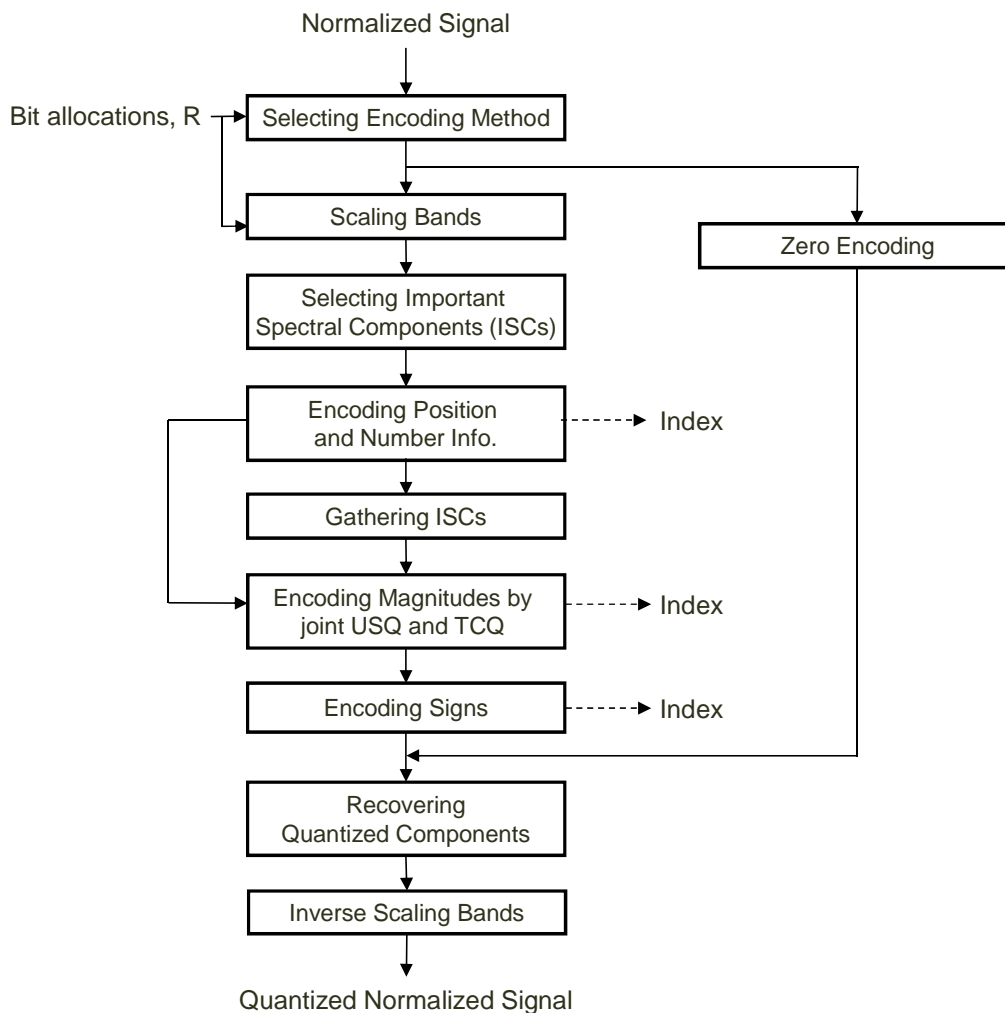 Normalized Signal
Bit allocations, R
Selecting Encoding Method
Scaling Bands
Zero Encoding
Selecting Important
Spectral Components (ISCs)
Encoding Position
and Number Info.
Index
Gathering ISCs
Encoding Magnitudes by
joint USQ and TCQ
Index
Encoding Signs
Index
Recovering
Quantized Components
Inverse Scaling Bands
Quantized Normalized Signal